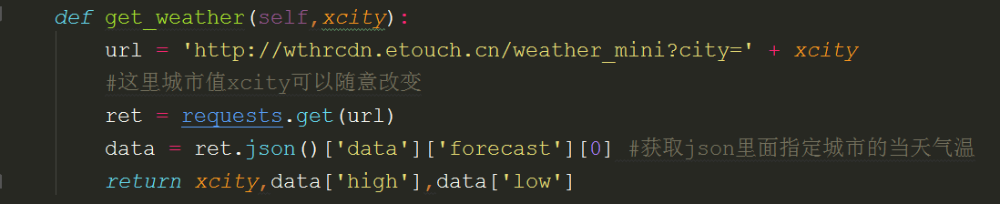 def get_weather(self,xcity):
url = 'http://wthrcdn.etouch.cn/weather_mini?city=' + xcity
#这里城市值xcity可以随意改变
ret = requests.get(url)
data = ret.json()['data']['forecast'][0] #获取json里面指定城市的当天气温
return xcity,data['high'],data['low']